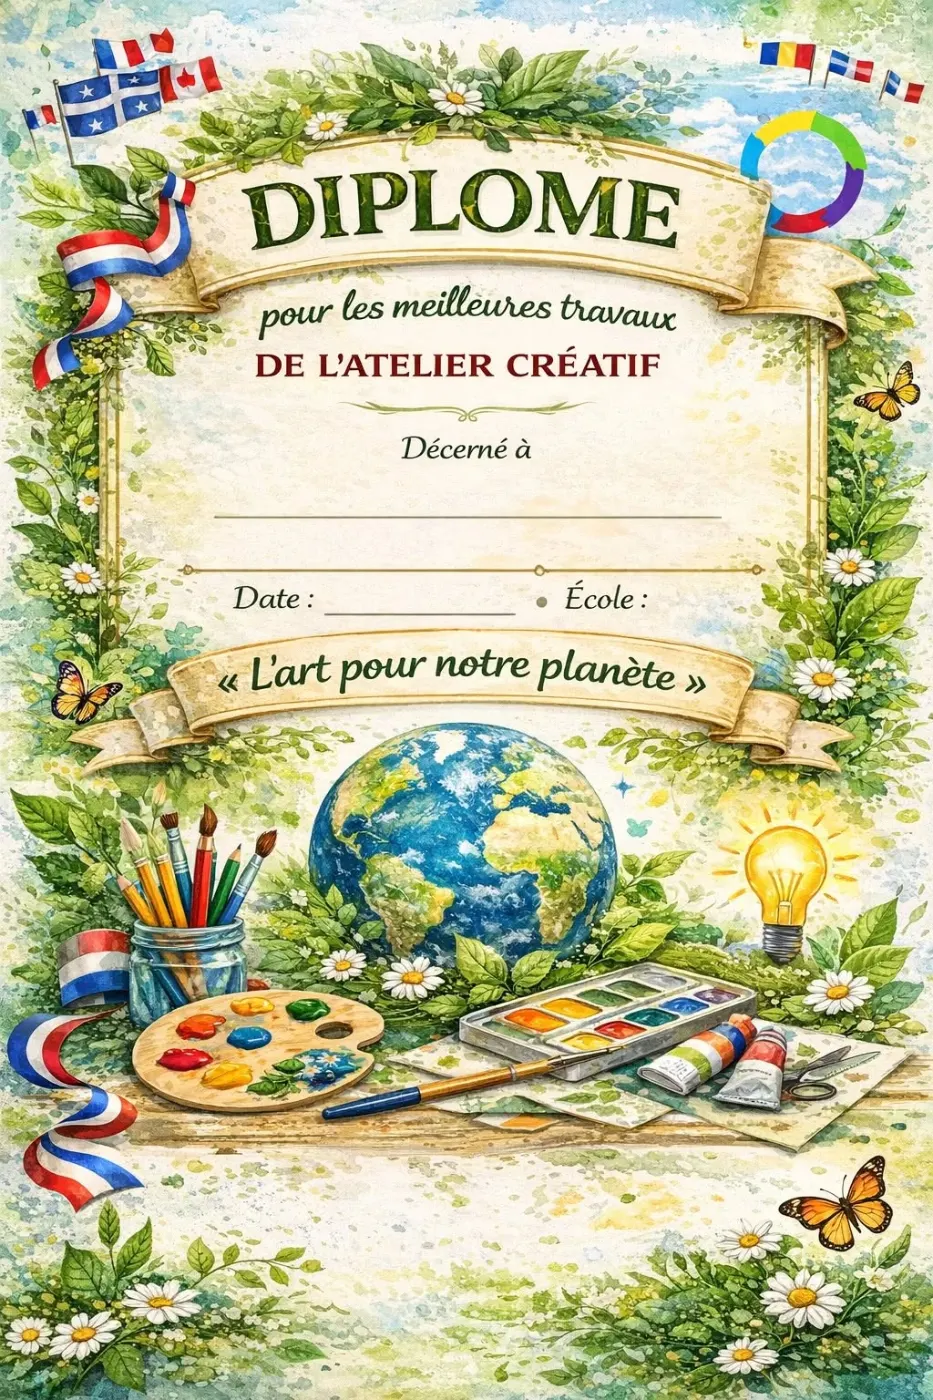 DIPLOME
pour les meilleures travaux
DE L'ATELIER CRÉATIF
Décerné à
Date : • École :
« L'art pour notre planète »